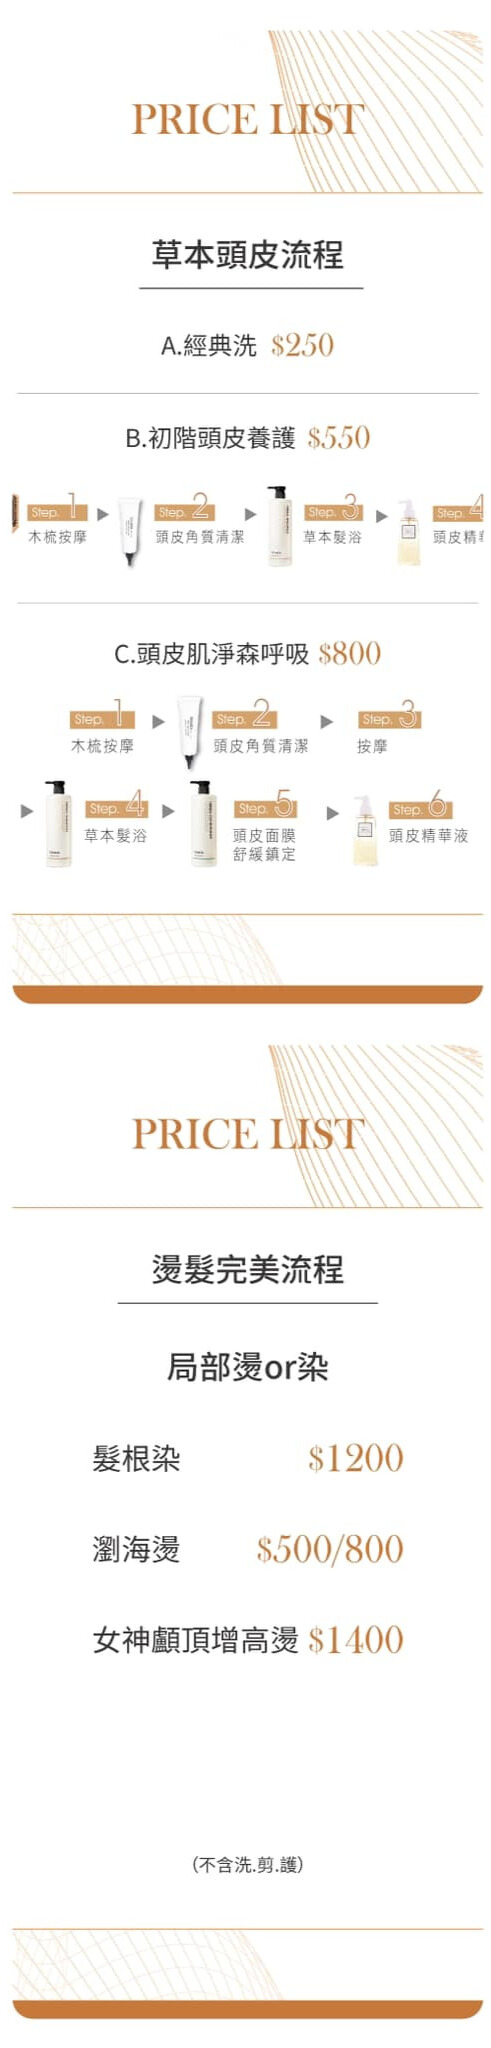 PRICE LIST
草本頭皮流程
A.經典洗 $250
B.初階頭皮養護 $550
Step. 1 Step. 2 Step. 3 Step. 4
木梳按摩 頭皮角質清潔 草本髮浴 頭皮精
C.頭皮肌淨森呼吸 $800
Step. 1 Step. 2 Step. 3
木梳按摩 頭皮角質清潔 按摩
Step. 4 Step. 5 Step. 6
草本髮浴 頭皮面膜 頭皮精華液
舒緩鎮定
PRICE LIST
燙髮完美流程
局部燙or染
髮根染 $1200
瀏海燙 $500/800
女神顱頂增高燙 $1400
(不含洗.剪.護)